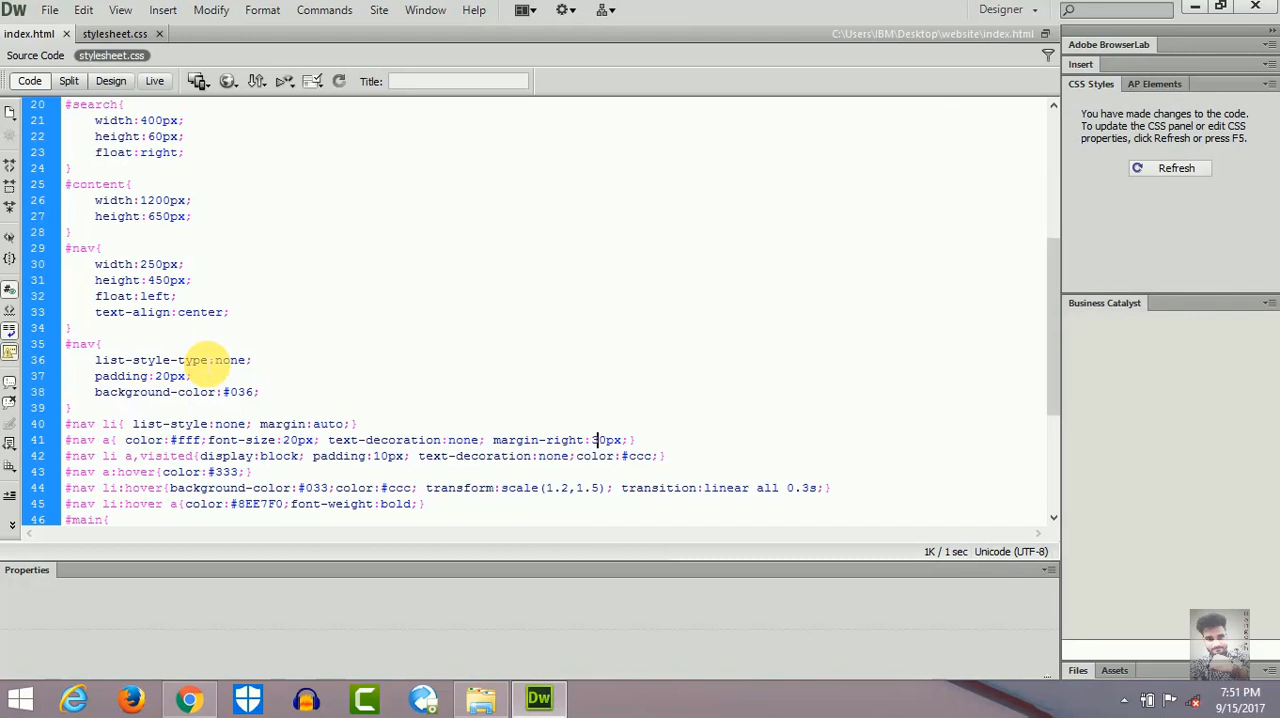 Dw File Edit View Insert Modify Format Commands Site Window Help Designer
index.html stylesheet.css C:\Users\IBM\Desktop\website\index.html
Source Code stylesheet.css
Code Split Design Live Title:
20 #search{
21 width:400px;
22 height:60px;
23 float:right;
24 }
25 #content{
26 width:1200px;
27 height:650px;
28 }
29 #nav{
30 width:250px;
31 height:450px;
32 float:left;
33 text-align:center;
34 }
35 #nav{
36 list-style-type:none;
37 padding:20px;
38 background-color:#036;
39 }
40 #nav li{ list-style:none; margin:auto;}
41 #nav a{ color:#fff;font-size:20px; text-decoration:none; margin-right:30px;}
42 #nav li a,visited{display:block; padding:10px; text-decoration:none;color:#ccc;}
43 #nav a:hover{color:#333;}
44 #nav li:hover{background-color:#033;color:#ccc; transform:scale(1.2,1.5); transition:linear all 0.3s;}
45 #nav li:hover a{color:#8EE7F0;font-weight:bold;}
46 #main{
1K / 1 sec Unicode (UTF-8)
Properties
Adobe BrowserLab
Insert
CSS Styles AP Elements
You have made changes to the code.
To update the CSS panel or edit CSS
properties, click Refresh or press F5.
Refresh
Business Catalyst
Files Assets
Dw
7:51 PM
9/15/2017